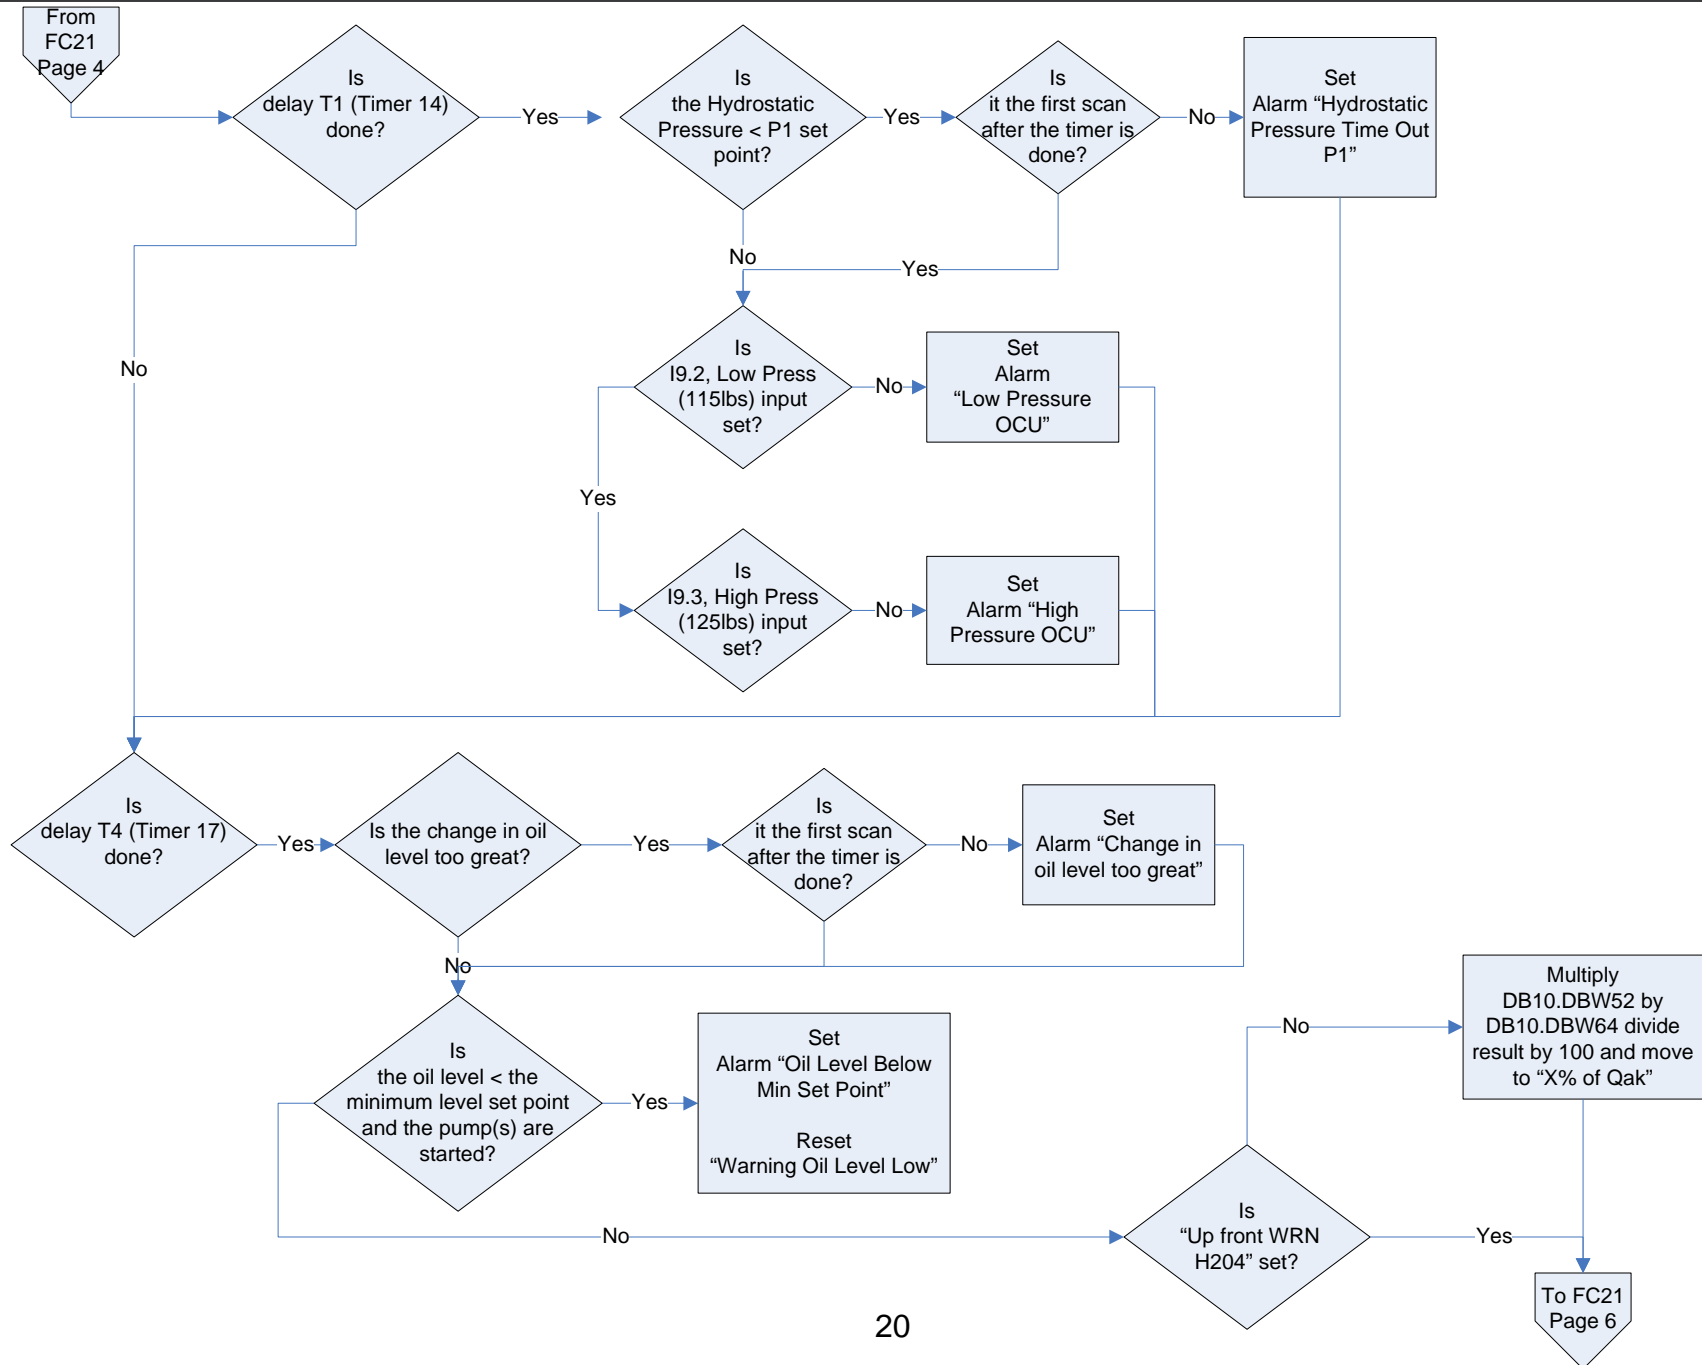 From
FC21
Page 4
Is
delay T1 (Timer 14)
done?
Yes
Is
the Hydrostatic
Pressure < P1 set
point?
Yes
Is
it the first scan
after the timer is
done?
No
Set
Alarm “Hydrostatic
Pressure Time Out
P1”
No
Yes
No
Is
I9.2, Low Press
(115lbs) input
set?
No
Set
Alarm
“Low Pressure
OCU”
Yes
Is
I9.3, High Press
(125lbs) input
set?
No
Set
Alarm “High
Pressure OCU”
Is
delay T4 (Timer 17)
done?
Yes
Is the change in oil
level too great?
Yes
Is
it the first scan
after the timer is
done?
No
Set
Alarm “Change in
oil level too great”
No
Is
the oil level < the
minimum level set point
and the pump(s) are
started?
Yes
Set
Alarm “Oil Level Below
Min Set Point”
Reset
“Warning Oil Level Low”
No
Is
“Up front WRN
H204” set?
No
Multiply
DB10.DBW52 by
DB10.DBW64 divide
result by 100 and move
to “X% of Qak”
Yes
To FC21
Page 6
20